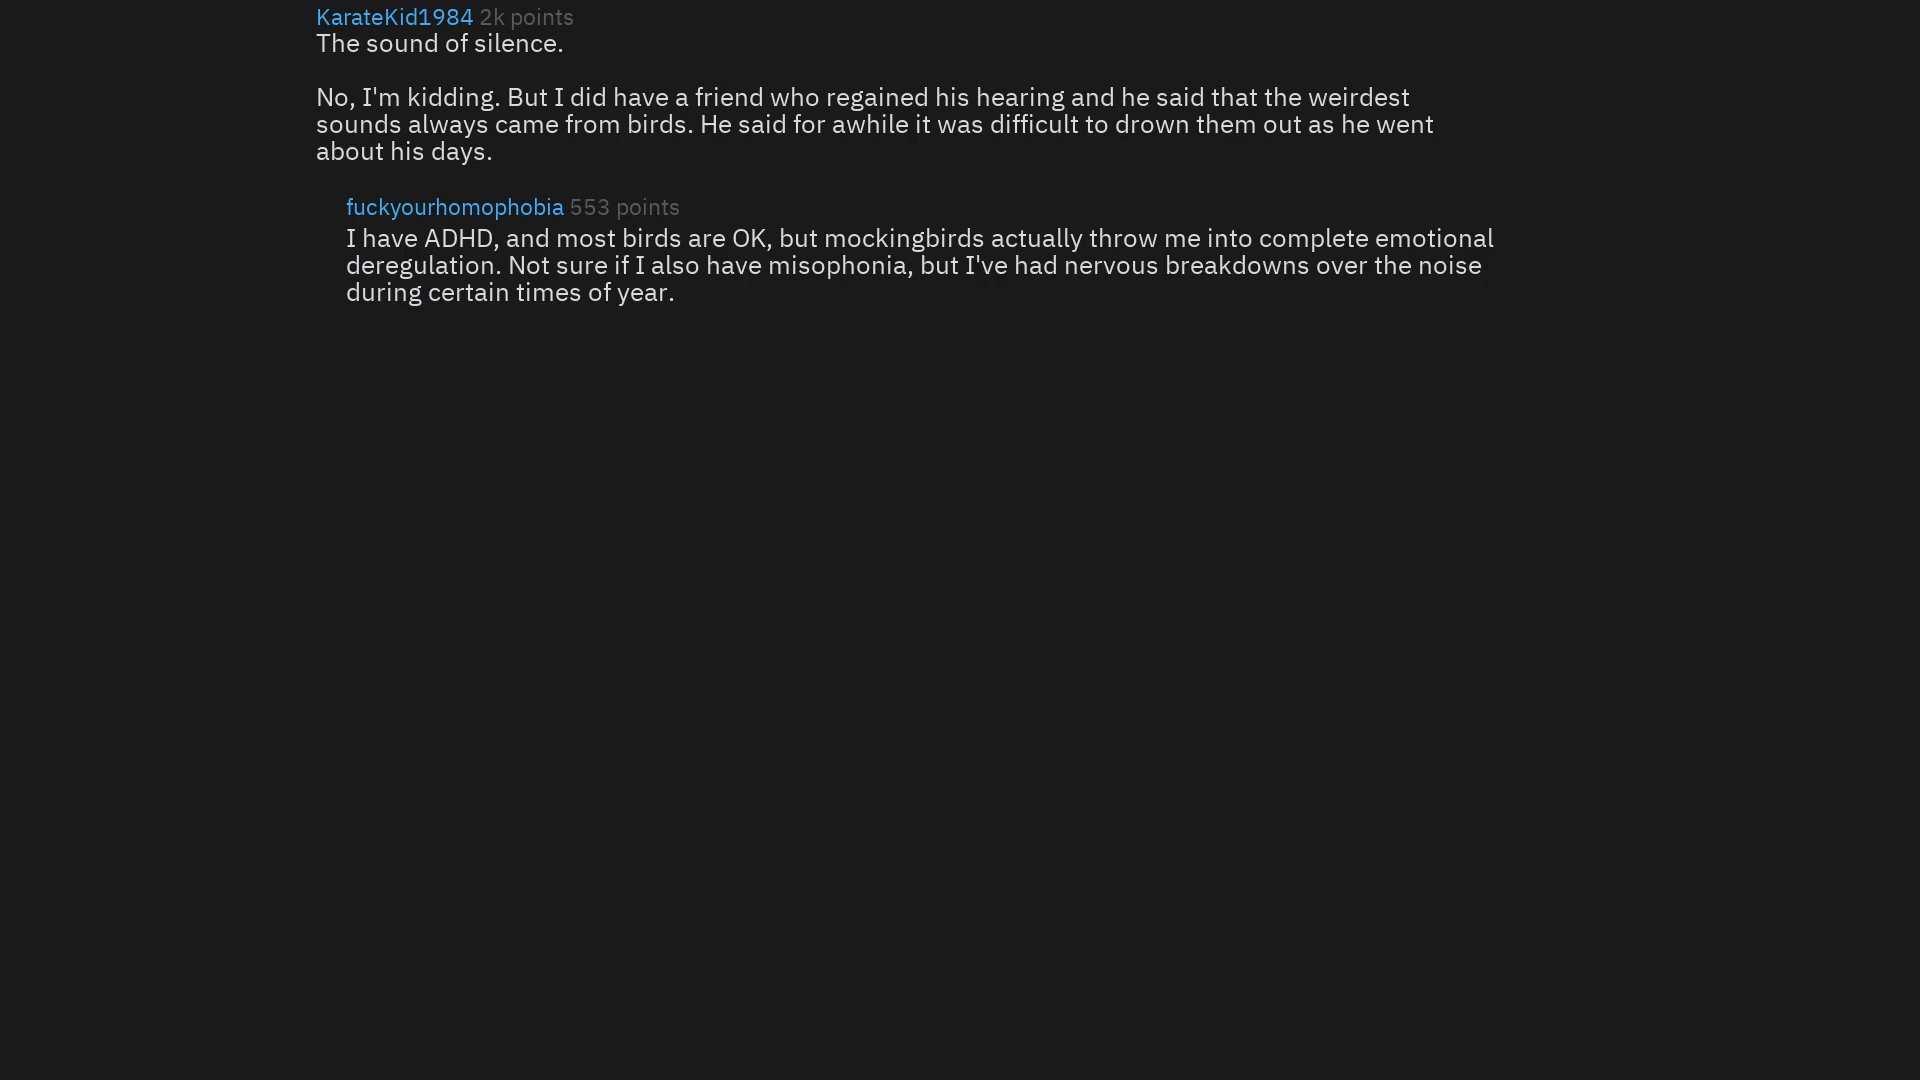 KarateKid1984 2k points
The sound of silence.
No, I'm kidding. But I did have a friend who regained his hearing and he said that the weirdest
sounds always came from birds. He said for awhile it was difficult to drown them out as he went
about his days.
fuckyourhomophobia 553 points
I have ADHD, and most birds are OK, but mockingbirds actually throw me into complete emotional
deregulation. Not sure if I also have misophonia, but I've had nervous breakdowns over the noise
during certain times of year.